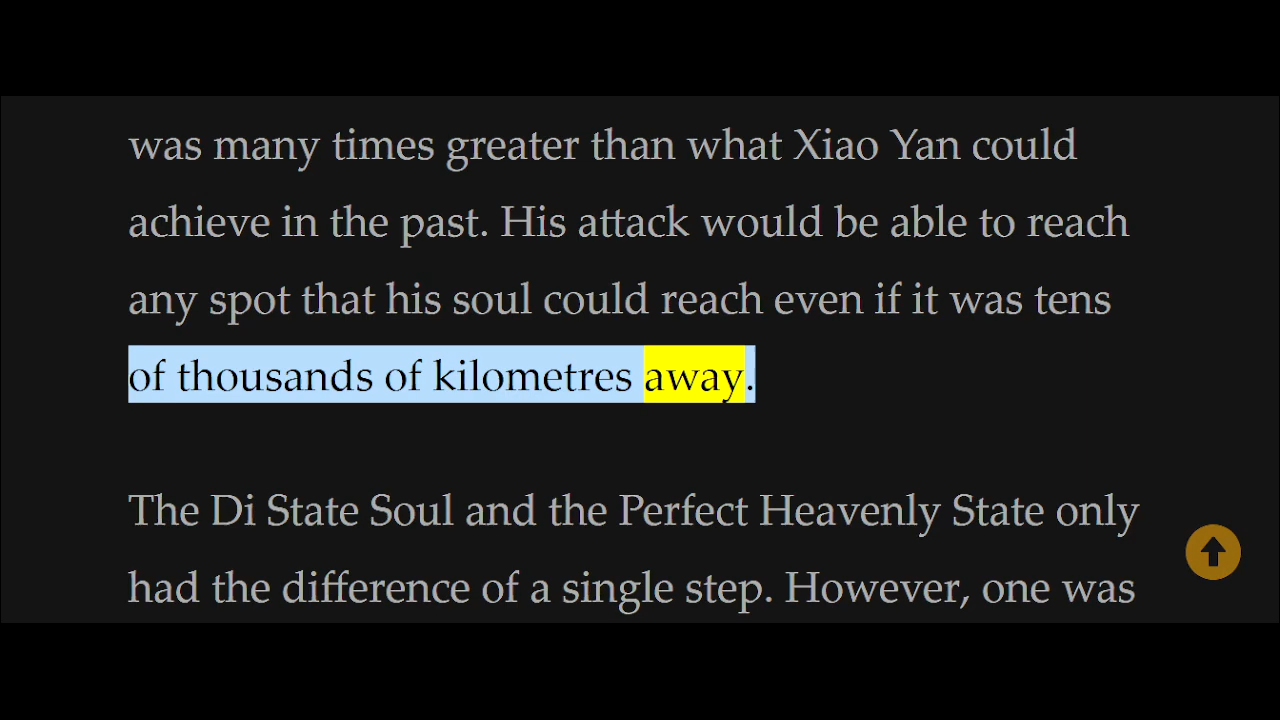 was many times greater than what Xiao Yan could
achieve in the past. His attack would be able to reach
any spot that his soul could reach even if it was tens
of thousands of kilometres away.
The Di State Soul and the Perfect Heavenly State only
had the difference of a single step. However, one was